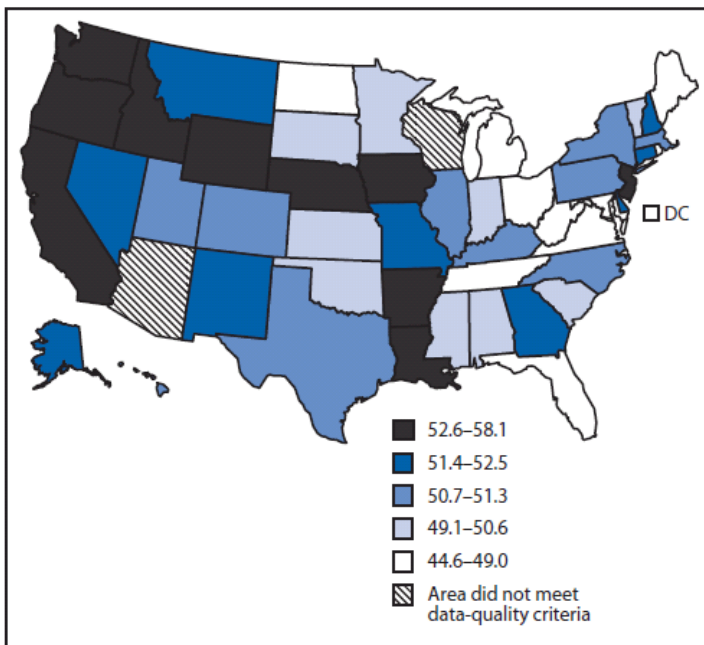 DC
52.6–58.1
51.4–52.5
50.7–51.3
49.1–50.6
44.6–49.0
Area did not meet
data-quality criteria